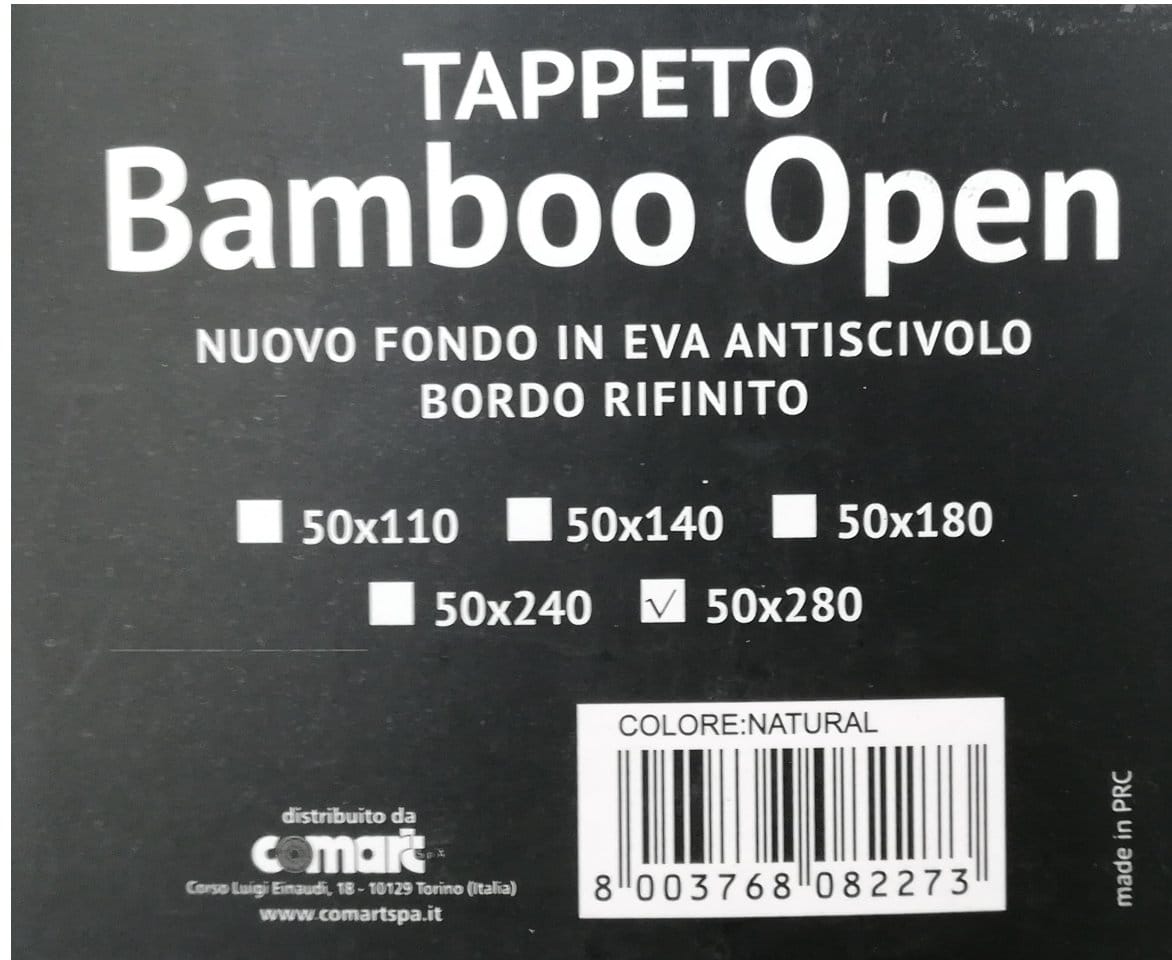 TAPPETO
Bamboo Open
NUOVO FONDO IN EVA ANTISCIVOLO
BORDO RIFINITO
50x110 50x140 50x180
50x240 50x280
COLORE:NATURAL
8 003768 082273
distribuito da
comart SpA
Corso Luigi Einaudi, 18 - 10129 Torino (Italia)
www.comartspa.it
made in PRC